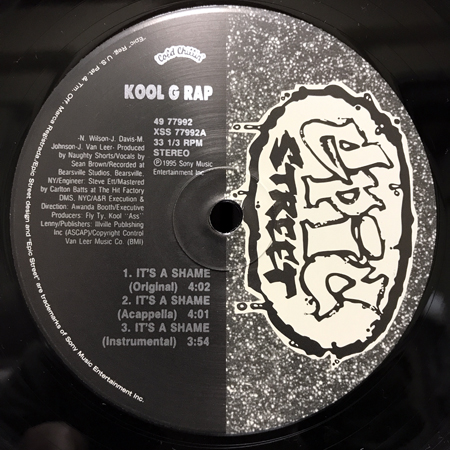 Cold Chillin'
KOOL G RAP
49 77992
XSS 77992A
33 1/3 RPM
STEREO
℗1995 Sony Music
Entertainment Inc.
-N. Wilson-J. Davis-M.
Johnson-J. Van Leer- Produced
by Naughty Shorts/Vocals by
Sean Brown/Recorded at
Bearsville Studios, Bearsville,
NY/Engineer: Steve Ett/Mastered
by Carlton Batts at The Hit Factory
DMS, NYC/A&R Execution &
Direction: Awanda Booth/Executive
Producers: Fly Ty, Kool "Ass"
Lenny/Publishers: Illville Publishing
Inc (ASCAP)/Copyright Control
Van Leer Music Co. (BMI)
1. IT'S A SHAME
(Original) 4:02
2. IT'S A SHAME
(Acappella) 4:01
3. IT'S A SHAME
(Instrumental) 3:54
EPIC
STREET
"Epic" Reg. U.S. Pat. & Tm. Off. Marca Registrada/Epic Street design and "Epic Street", are trademarks of Sony Music Entertainment Inc.